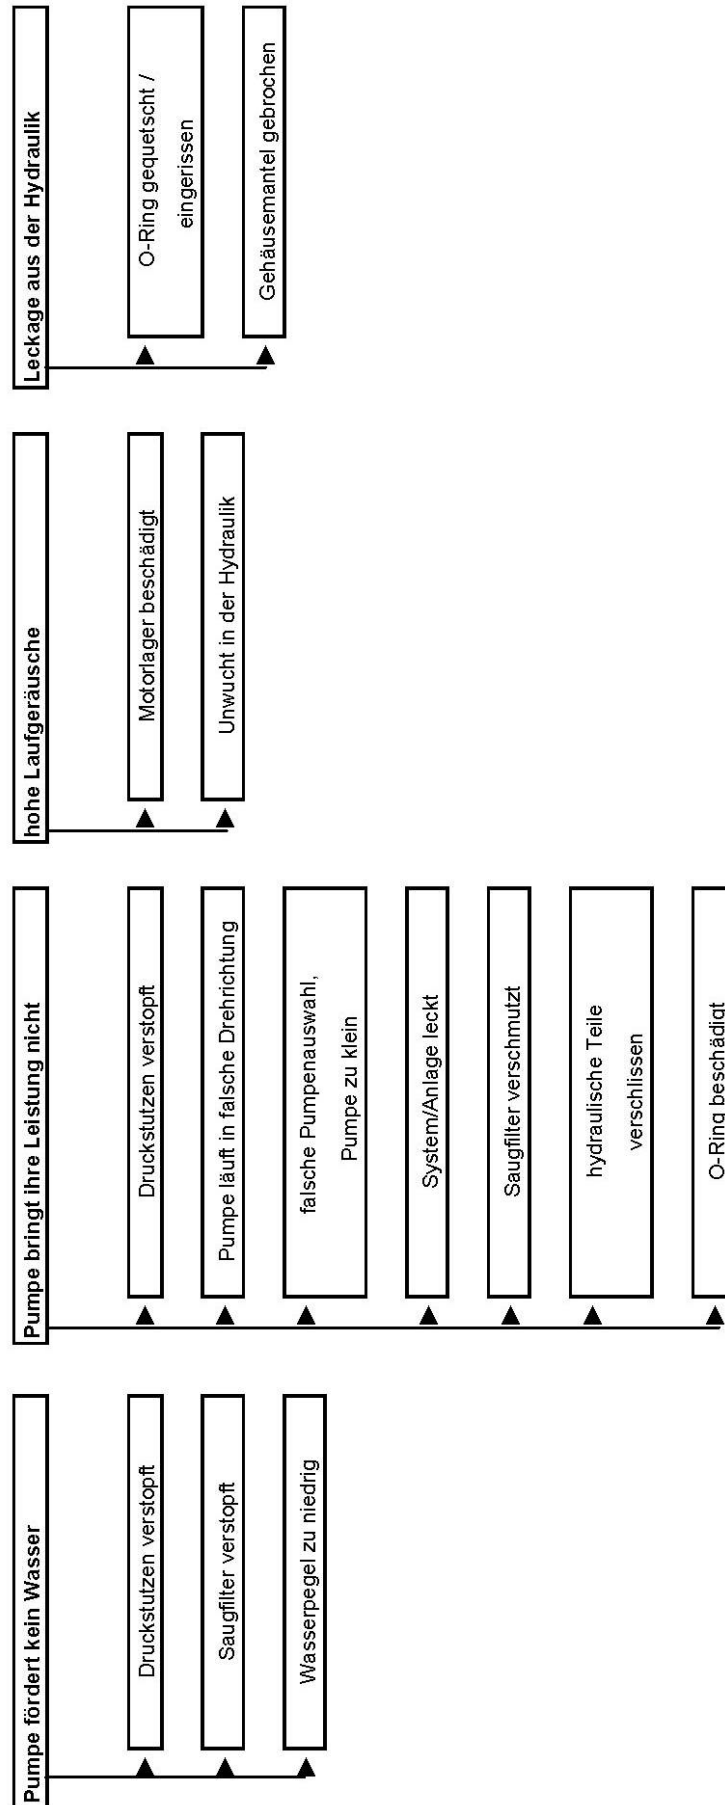 Pumpe fördert kein Wasser
Druckstutzen verstopft
Saugfilter verstopft
Wasserpegel zu niedrig
Pumpe bringt ihre Leistung nicht
Druckstutzen verstopft
Pumpe läuft in falsche Drehrichtung
falsche Pumpenauswahl,
Pumpe zu klein
System/Anlage leckt
Saugfilter verschmutzt
hydraulische Teile
verschlissen
O-Ring beschädigt
hohe Laufgeräusche
Motorlager beschädigt
Unwucht in der Hydraulik
Leckage aus der Hydraulik
O-Ring gequetscht /
eingerissen
Gehäusemantel gebrochen